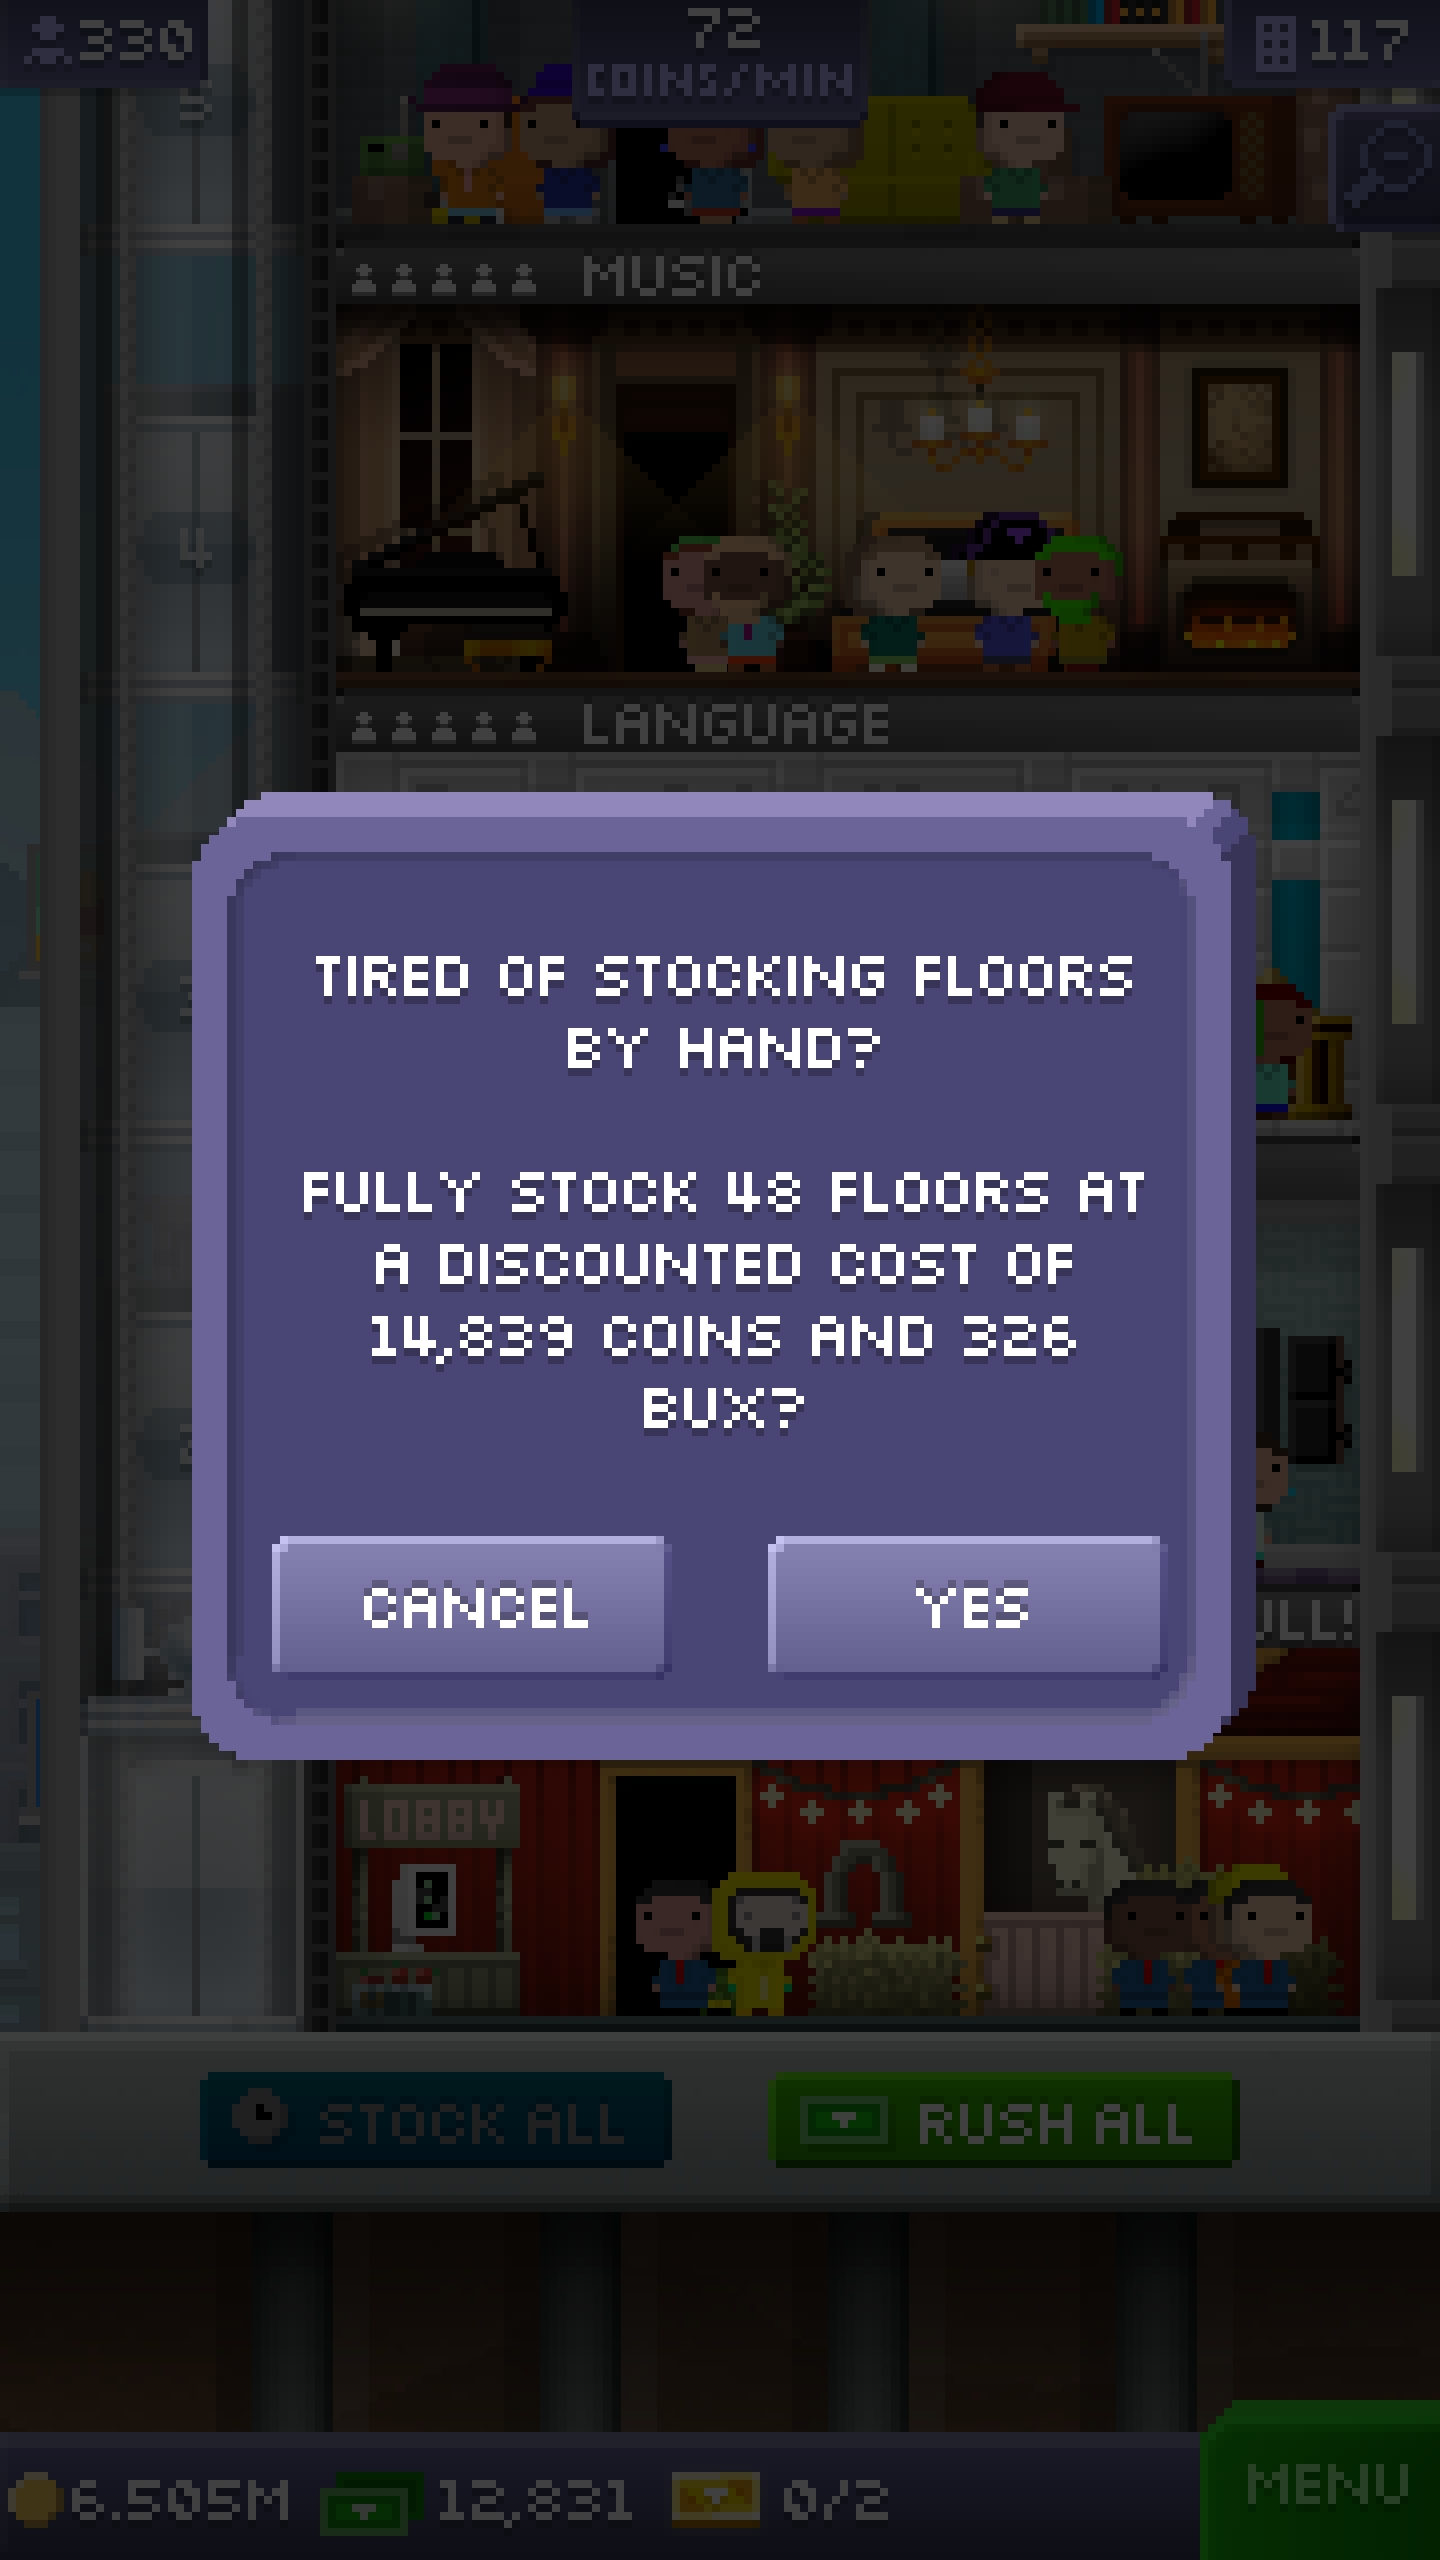 330
72
COINS/MIN
117
5
MUSIC
4
LANGUAGE
TIRED OF STOCKING FLOORS
BY HAND?
FULLY STOCK 48 FLOORS AT
A DISCOUNTED COST OF
14,839 COINS AND 326
BUX?
CANCEL
YES
LOBBY
STOCK ALL
RUSH ALL
6.505M
12,831
0/2
MENU